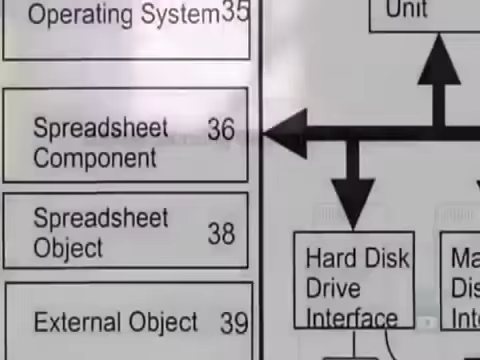 Operating System 35
Unit
Spreadsheet 36
Component
Spreadsheet
Object 38
External Object 39
Hard Disk
Drive
Interface